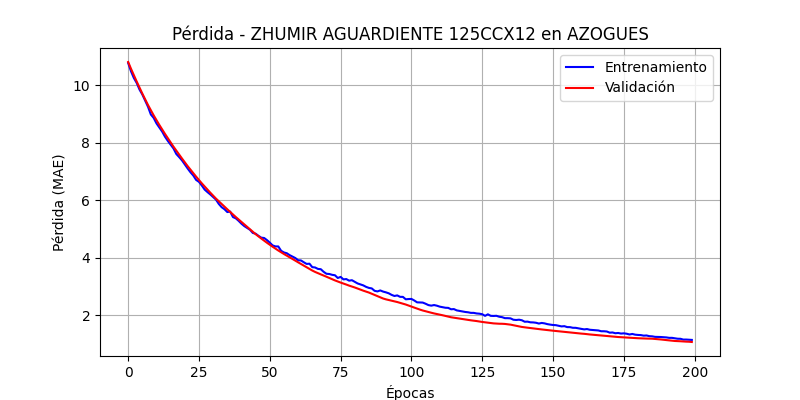 Pérdida - ZHUMIR AGUARDIENTE 125CCX12 en AZOGUES
Entrenamiento
Validación
Pérdida (MAE)
10
8
6
4
2
0 25 50 75 100 125 150 175 200
Épocas